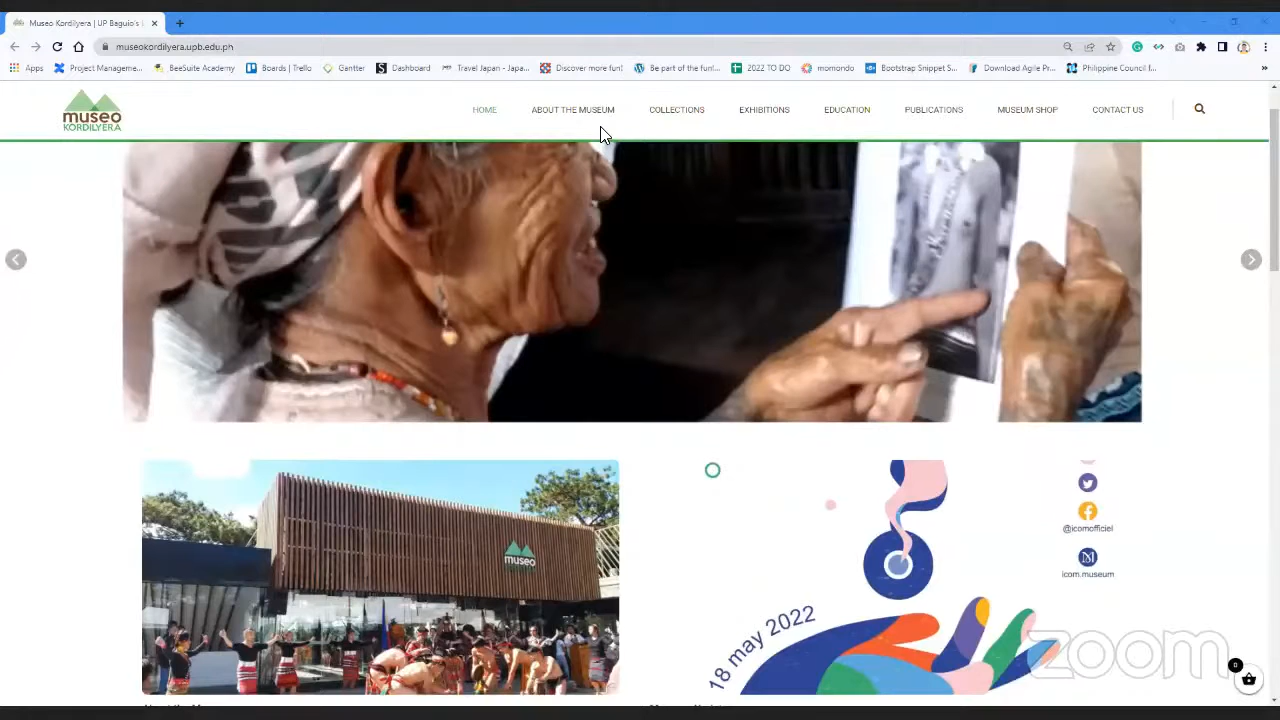 Museo Kordilyera | UP Baguio's
museokordilyera.upb.edu.ph
Apps
Project Manageme...
BeeSuite Academy
Boards | Trello
Gantter
Dashboard
Travel Japan - Japa...
Discover more fun!
Be part of the fun!...
2022 TO DO
momondo
Bootstrap Snippet S...
Download Agile Pr...
Philippine Council f...
»
museo
KORDILYERA
HOME
ABOUT THE MUSEUM
COLLECTIONS
EXHIBITIONS
EDUCATION
PUBLICATIONS
MUSEUM SHOP
CONTACT US
museo
@icomofficiel
icom.museum
18 may 2022
zoom
0